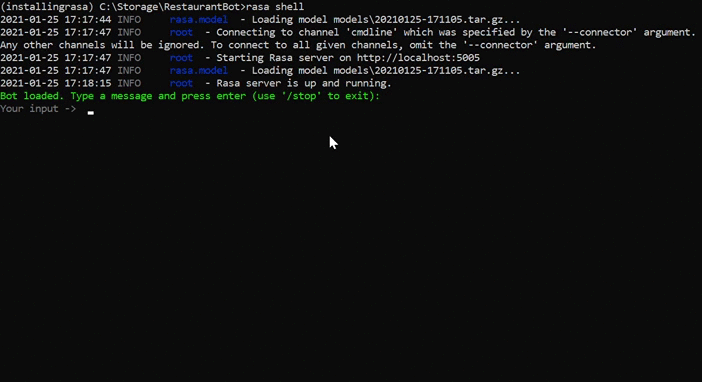 (installingrasa) C:\Storage\RestaurantBot>rasa shell
2021-01-25 17:17:44 INFO     rasa.model  - Loading model models\20210125-171105.tar.gz...
2021-01-25 17:17:47 INFO     root  - Connecting to channel 'cmdline' which was specified by the '--connector' argument.
Any other channels will be ignored. To connect to all given channels, omit the '--connector' argument.
2021-01-25 17:17:47 INFO     root  - Starting Rasa server on http://localhost:5005
2021-01-25 17:17:47 INFO     rasa.model  - Loading model models\20210125-171105.tar.gz...
2021-01-25 17:18:15 INFO     root  - Rasa server is up and running.
Bot loaded. Type a message and press enter (use '/stop' to exit):
Your input ->